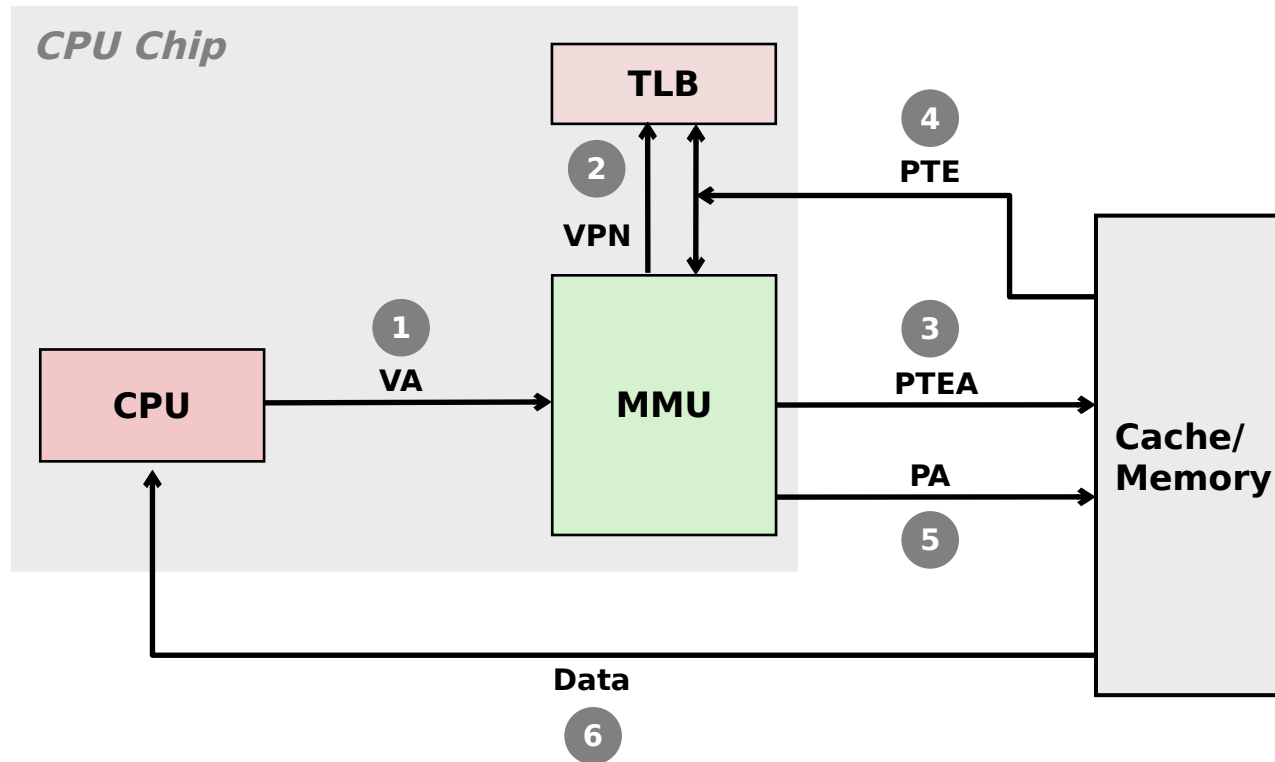 CPU Chip
TLB
4
PTE
2
VPN
1
VA
3
PTEA
CPU
MMU
Cache/
Memory
PA
5
Data
6